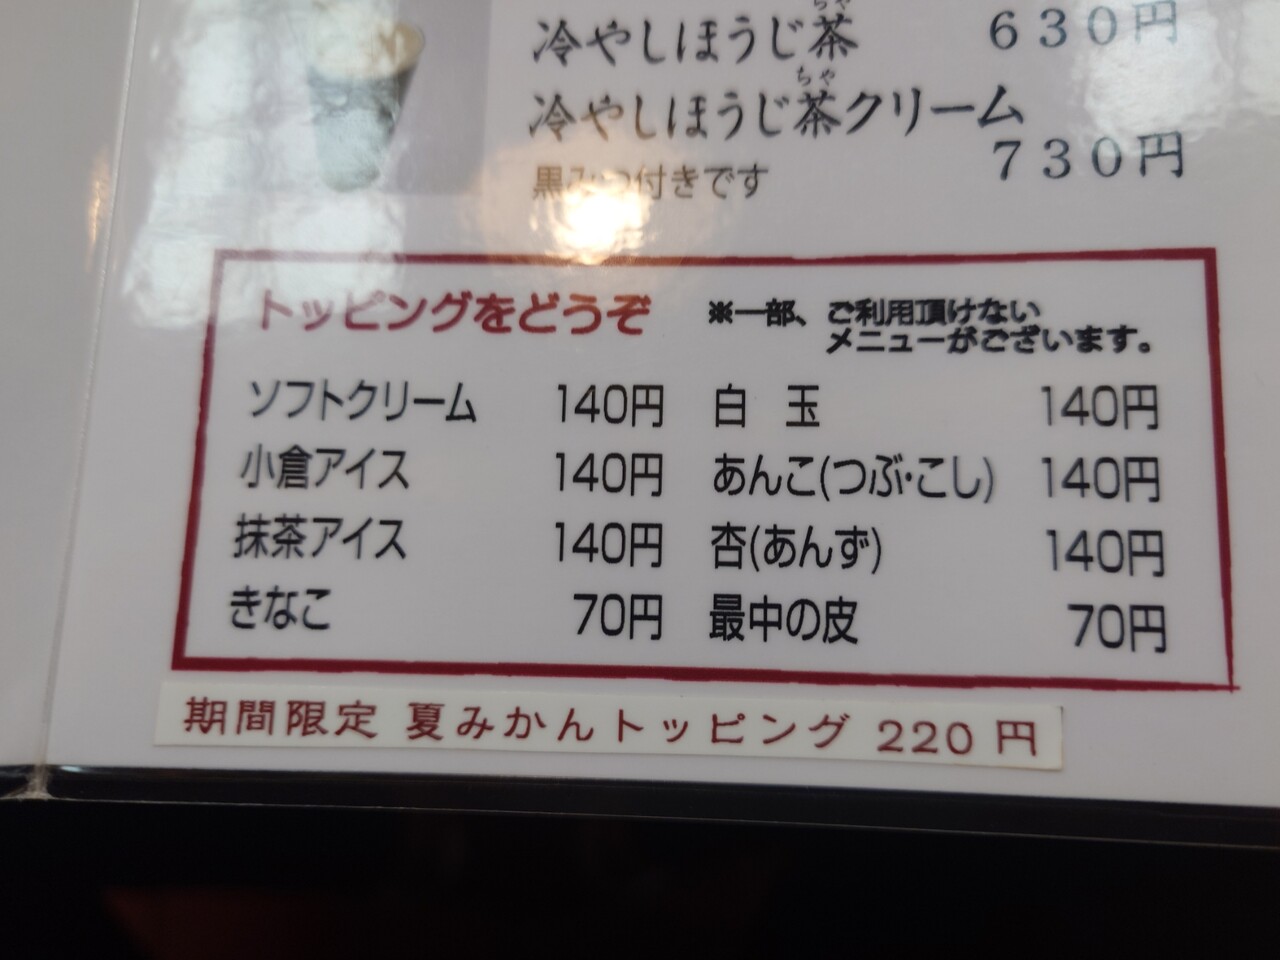 冷やしほうじ茶 630円
冷やしほうじ茶クリーム
730円
黒みつ付きです
トッピングをどうぞ ※一部、ご利用頂けない
メニューがございます。
ソフトクリーム 140円 白 玉 140円
小倉アイス 140円 あんこ(つぶ・こし) 140円
抹茶アイス 140円 杏(あんず) 140円
きなこ 70円 最中の皮 70円
期間限定 夏みかんトッピング 220円